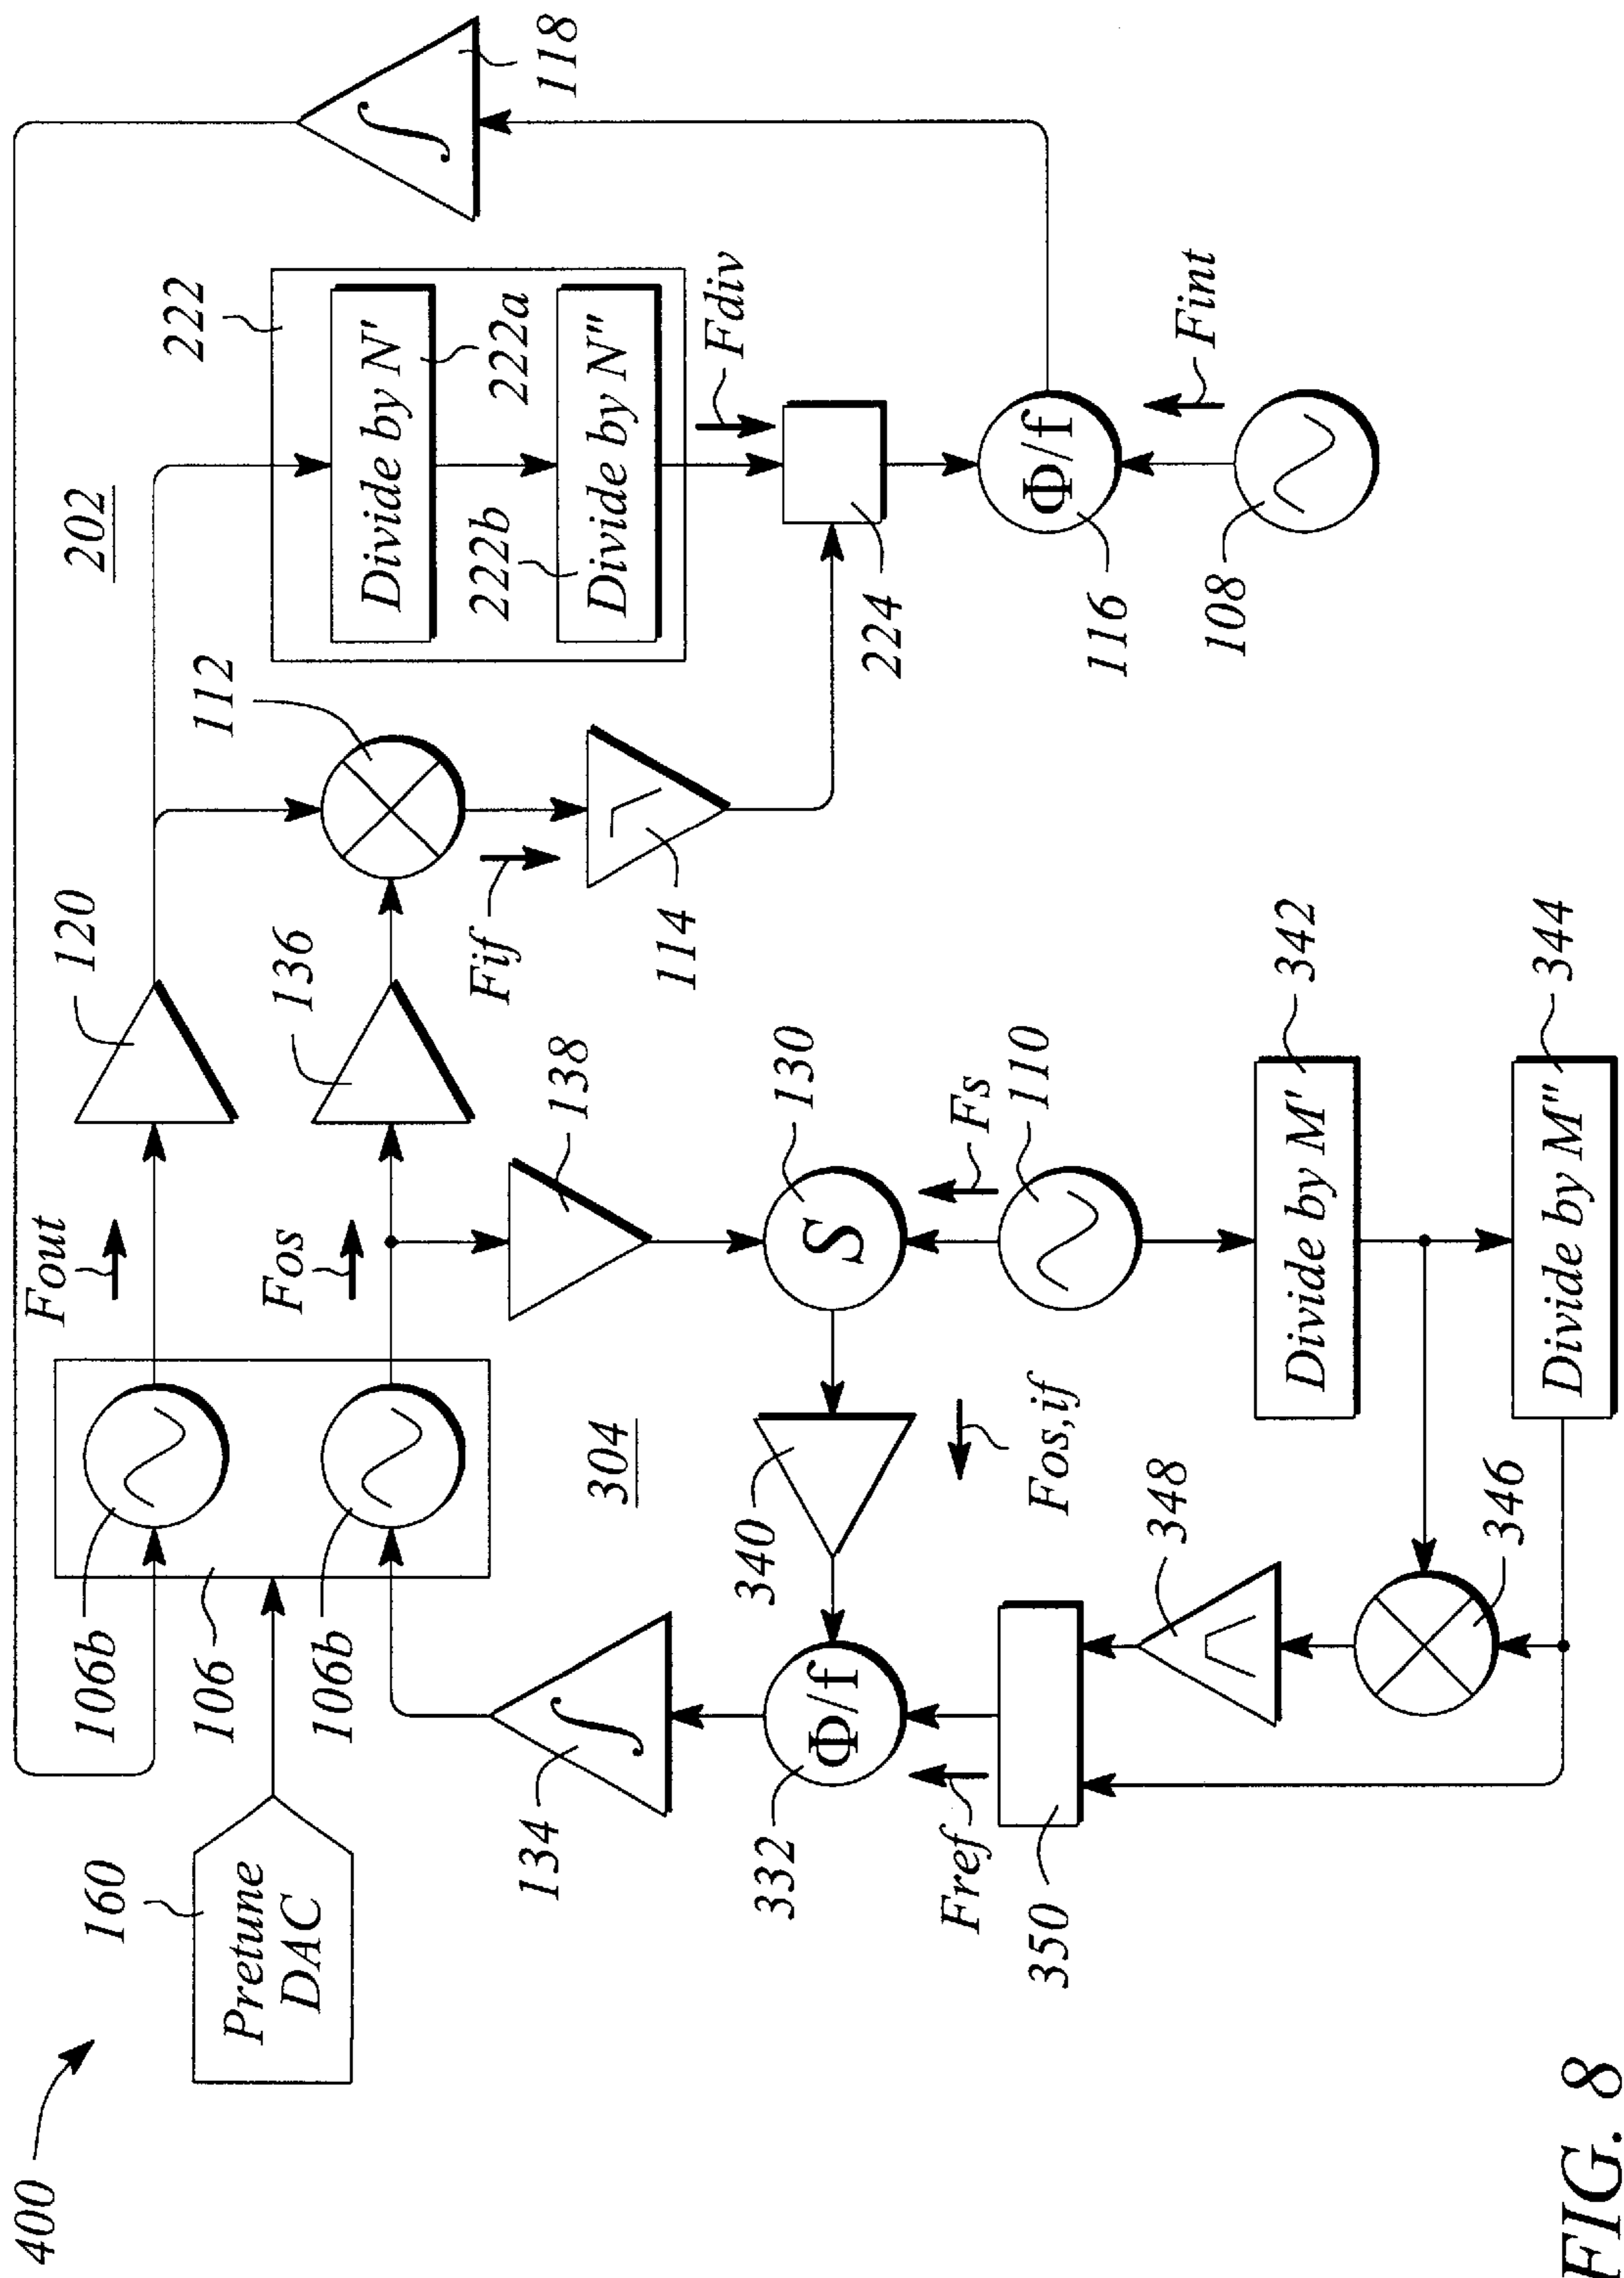 400
160
Pretune
DAC
106b
106
106b
Fout
Fos
120
136
138
202
112
222
Divide by N'
222a
222b
Divide by N"
Fdiv
118
304
Fif
114
224
134
340
130
Fs
110
116
Φ/f
Fint
108
332
Φ/f
S
Fos,if
Fref
350
348
346
Divide by M'
342
Divide by M"
344
∫
∫
FIG. 8